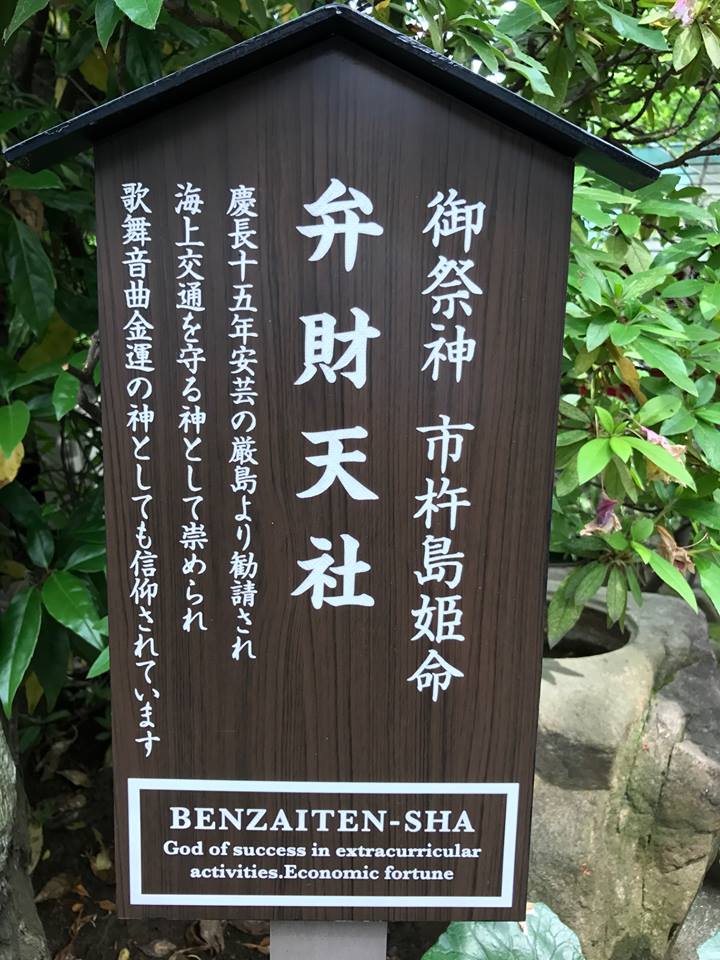 御祭神 市杵島姫命
弁財天社
慶長十五年安芸の厳島より勧請され
海上交通を守る神として崇められ
歌舞音曲金運の神としても信仰されています
BENZAITEN-SHA
God of success in extracurricular
activities.Economic fortune